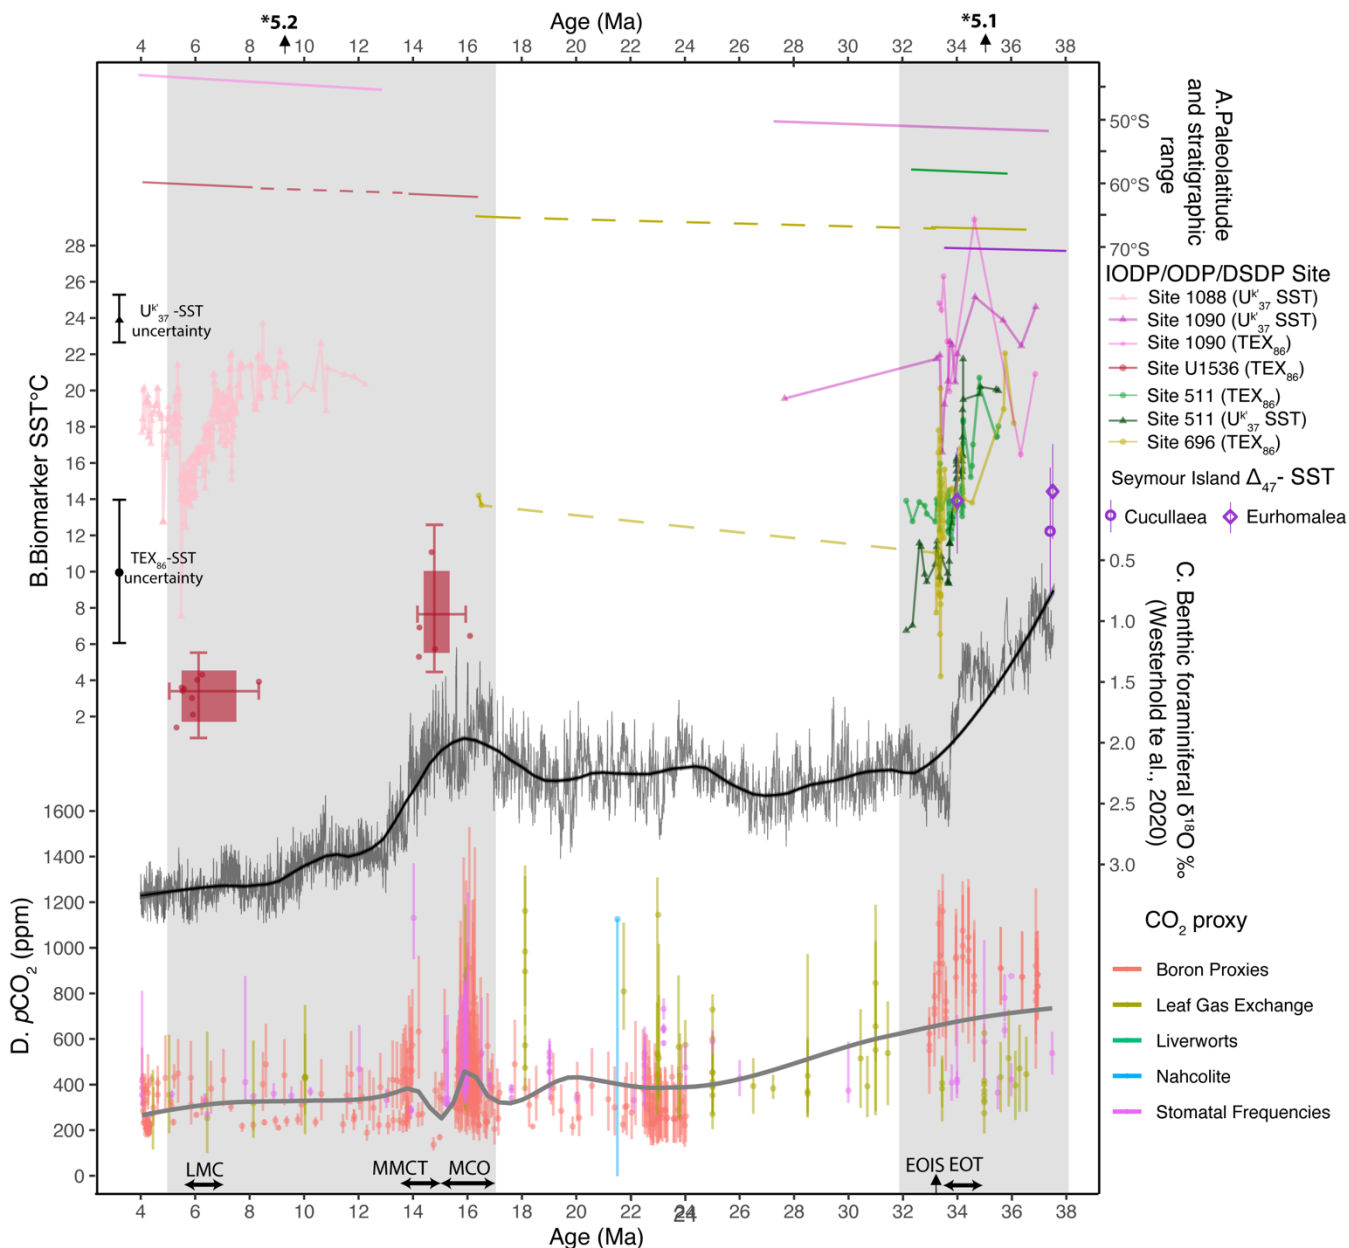 *5.2
Age (Ma)
*5.1
4 6 8 10 12 14 16 18 20 22 24 26 28 30 32 34 36 38
A.Paleolatitude
and stratigraphic
range
50°S
60°S
70°S
B.Biomarker SST°C
28
26
24
22
20
18
16
14
12
10
8
6
4
2
Uk'37 -SST
uncertainty
TEX86-SST
uncertainty
IODP/ODP/DSDP Site
Site 1088 (Uk'37 SST)
Site 1090 (Uk'37 SST)
Site 1090 (TEX86)
Site U1536 (TEX86)
Site 511 (TEX86)
Site 511 (Uk'37 SST)
Site 696 (TEX86)
Seymour Island Δ47- SST
Cucullaea
Eurhomalea
C. Benthic foraminiferal δ18O ‰
(Westerhold te al., 2020)
0.5
1.0
1.5
2.0
2.5
3.0
D. pCO2 (ppm)
1600
1400
1200
1000
800
600
400
200
0
CO2 proxy
Boron Proxies
Leaf Gas Exchange
Liverworts
Nahcolite
Stomatal Frequencies
LMC
MMCT
MCO
EOIS
EOT
4 6 8 10 12 14 16 18 20 22 24 26 28 30 32 34 36 38
24
Age (Ma)